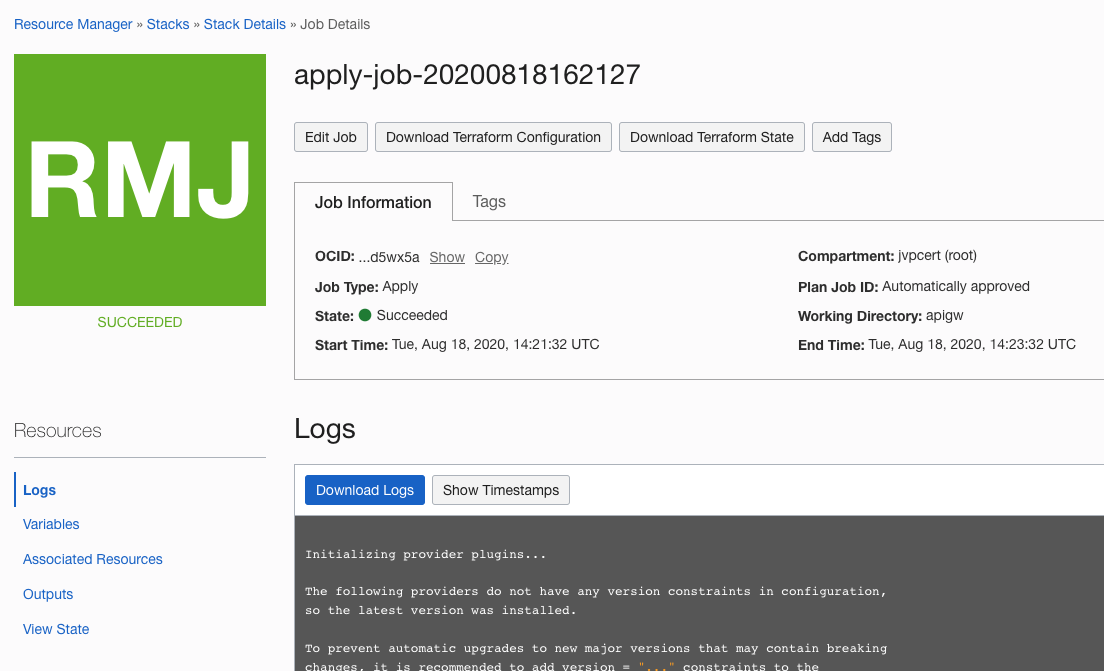 Resource Manager » Stacks » Stack Details » Job Details
RMJ
SUCCEEDED
apply-job-20200818162127
Edit Job Download Terraform Configuration Download Terraform State Add Tags
Job Information Tags
OCID: ...d5wx5a Show Copy
Compartment: jvpcert (root)
Job Type: Apply
Plan Job ID: Automatically approved
State: Succeeded
Working Directory: apigw
Start Time: Tue, Aug 18, 2020, 14:21:32 UTC
End Time: Tue, Aug 18, 2020, 14:23:32 UTC
Resources
Logs
Variables
Associated Resources
Outputs
View State
Logs
Download Logs Show Timestamps
Initializing provider plugins...
The following providers do not have any version constraints in configuration,
so the latest version was installed.
To prevent automatic upgrades to new major versions that may contain breaking
changes, it is recommended to add version = "..." constraints to the